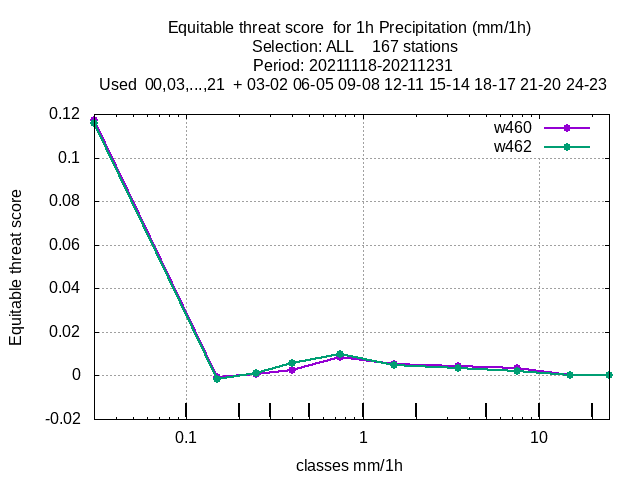 Equitable threat score  for 1h Precipitation (mm/1h)
Selection: ALL    167 stations
Period: 20211118-20211231
Used  00,03,...,21  + 03-02 06-05 09-08 12-11 15-14 18-17 21-20 24-23
w460
w462
0.12
0.1
0.08
0.06
0.04
0.02
0
-0.02
Equitable threat score
0.1 1 10
classes mm/1h